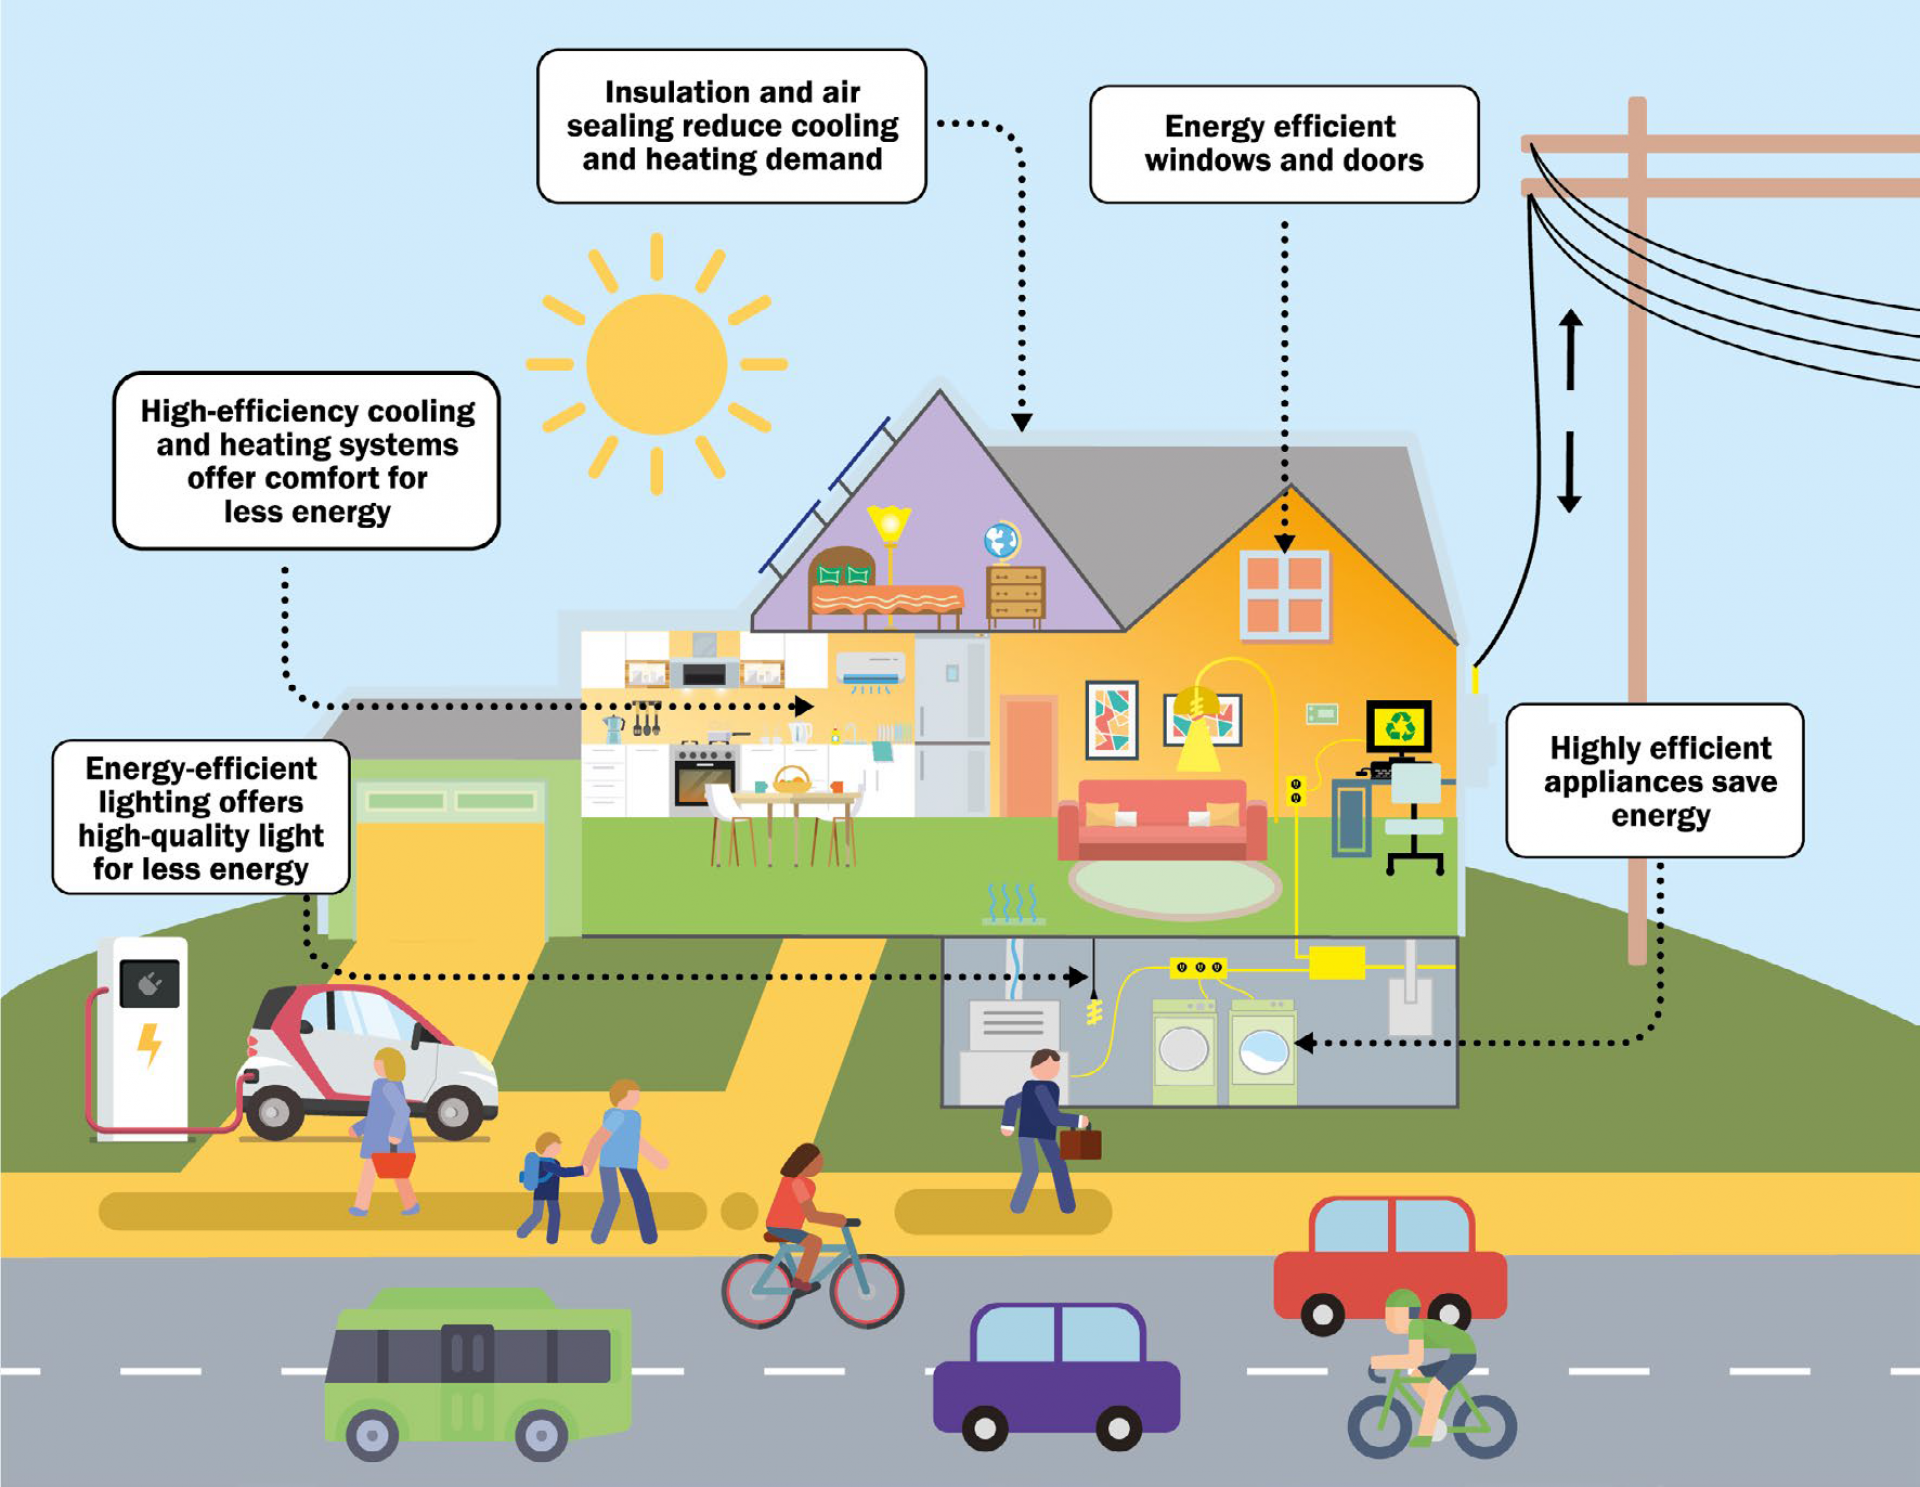 Insulation and air
sealing reduce cooling
and heating demand
Energy efficient
windows and doors
High-efficiency cooling
and heating systems
offer comfort for
less energy
Energy-efficient
lighting offers
high-quality light
for less energy
Highly efficient
appliances save
energy